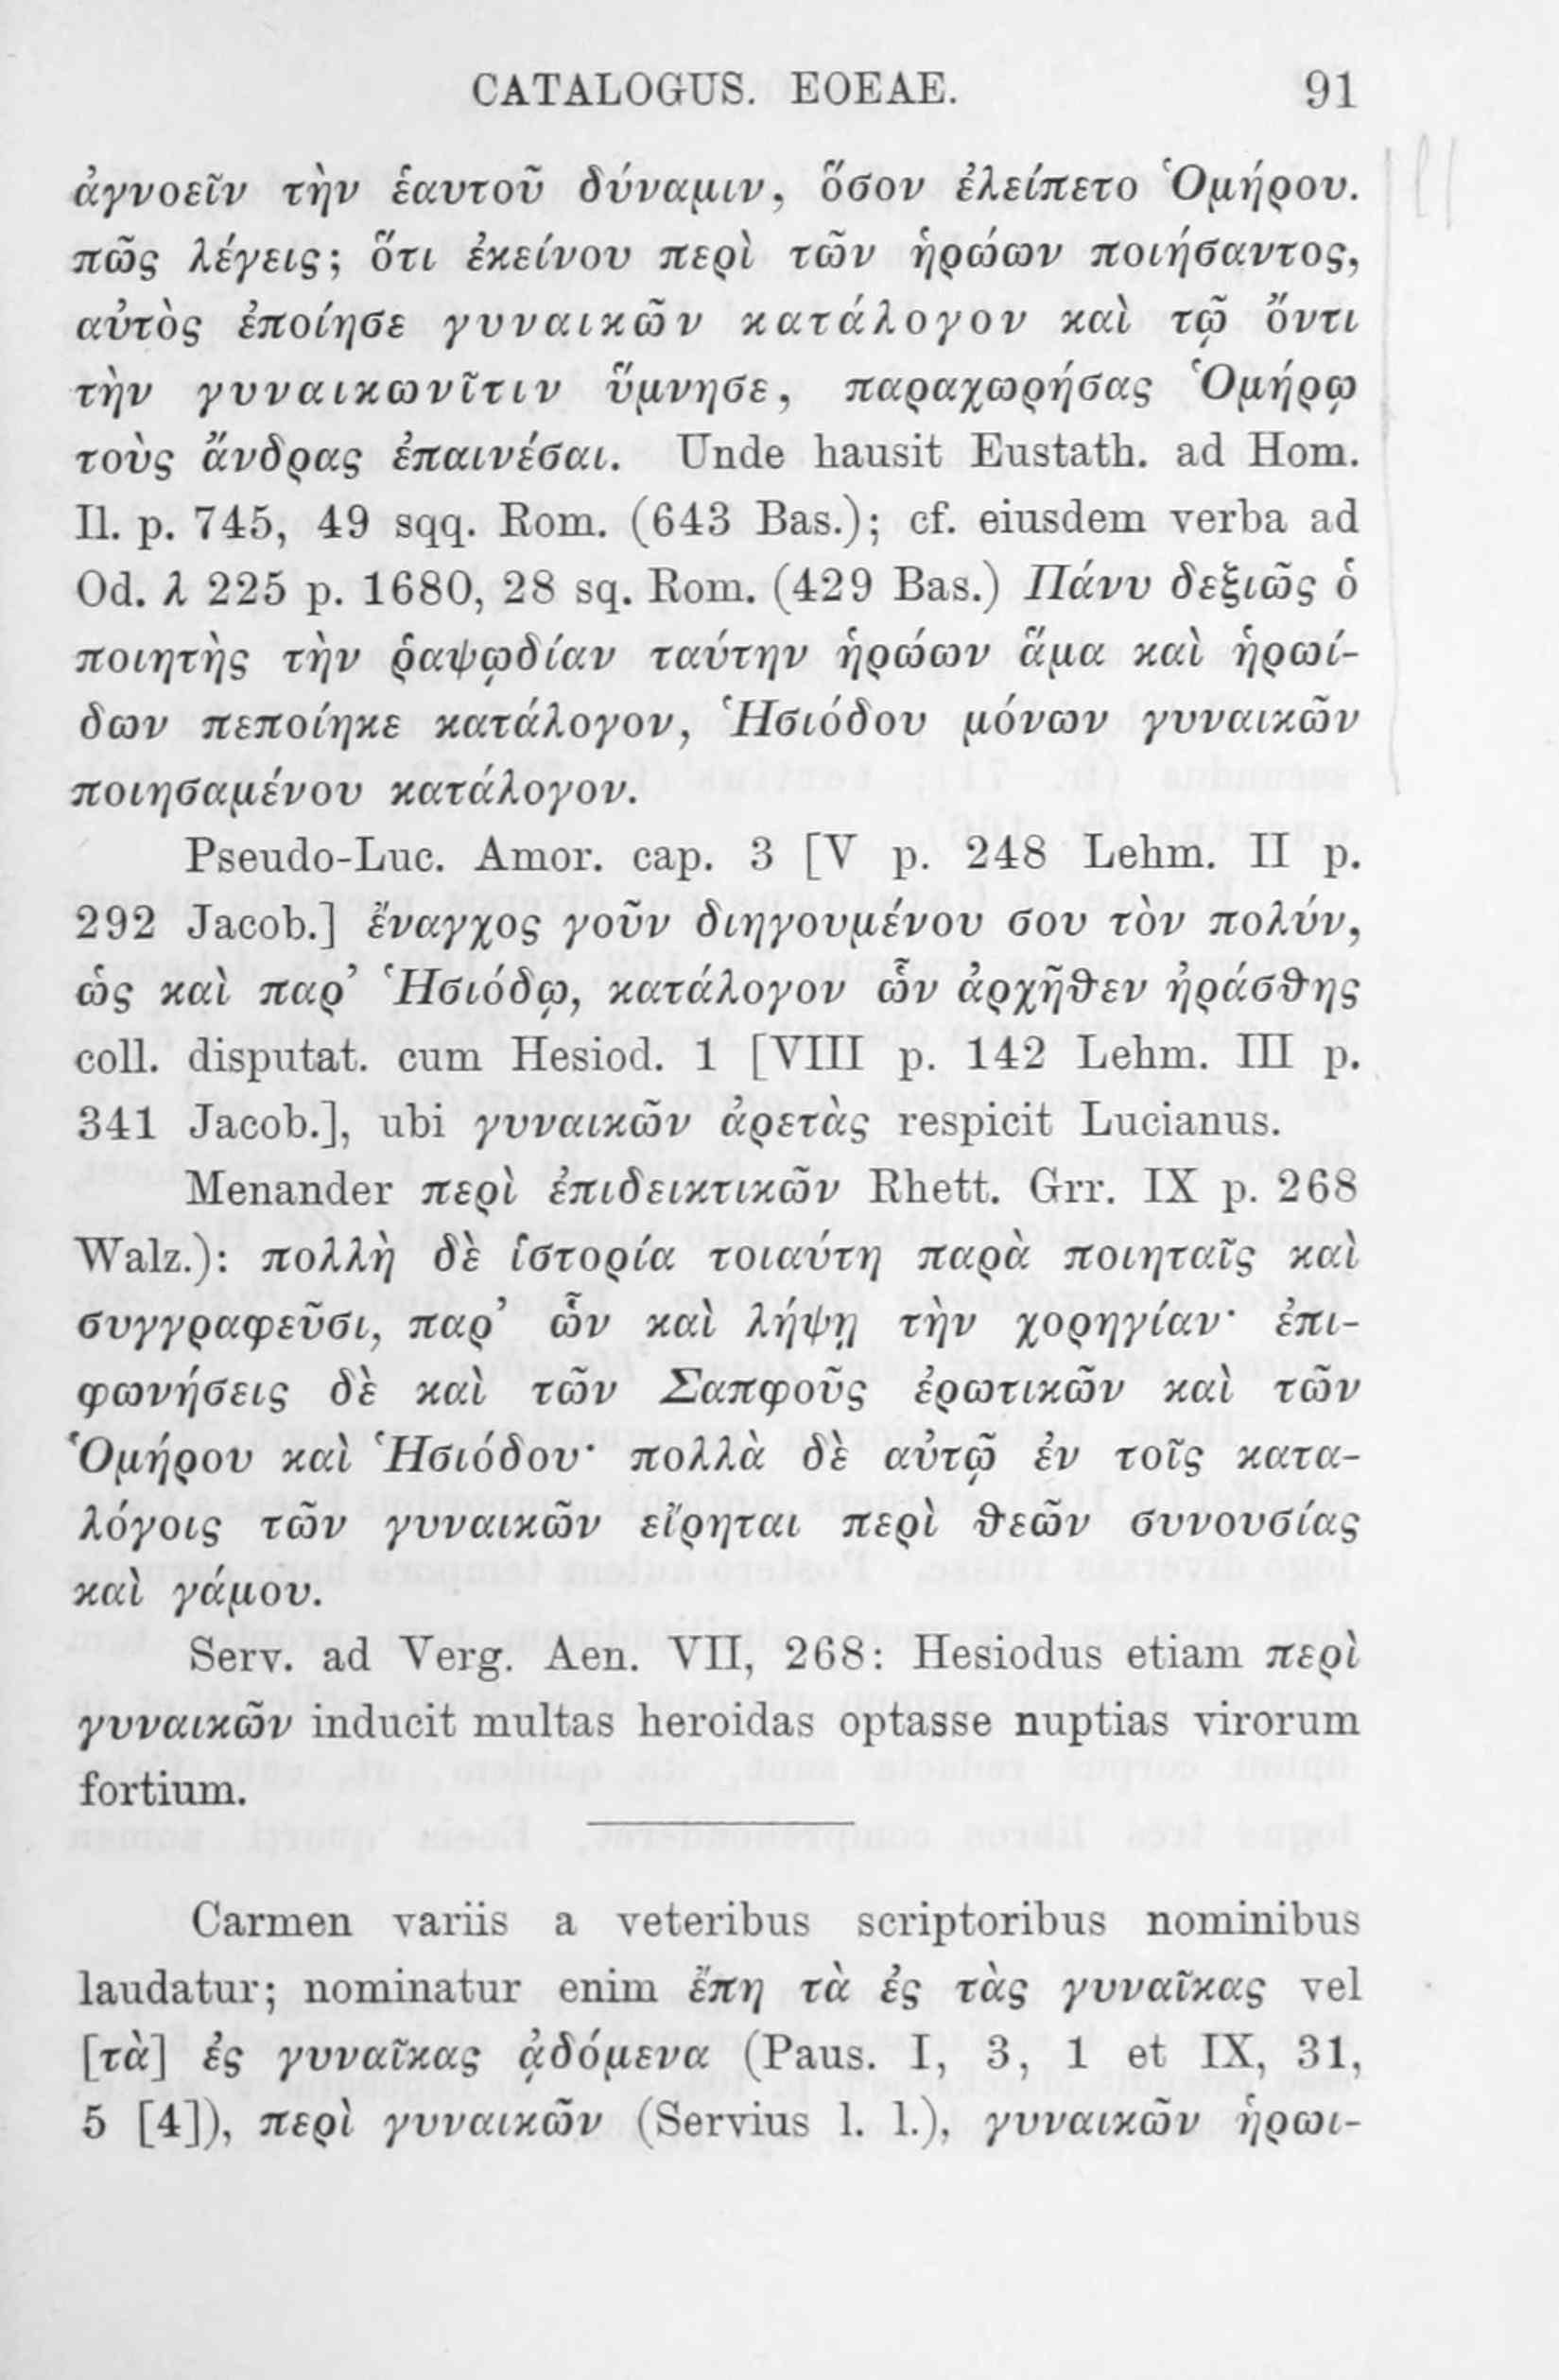 CATALOGUS. EOEAE. 91
ἀγνοεῖν τὴν ἑαυτοῦ δύναμιν, ὅσον ἐλείπετο Ὁμήρου.
πῶς λέγεις; ὅτι ἐκείνου περὶ τῶν ἡρώων ποιήσαντος,
αὐτὸς ἐποίησε γυναικῶν κατάλογον καὶ τῷ ὄντι
τὴν γυναικωνῖτιν ὕμνησε, παραχωρήσας Ὁμήρῳ
τοὺς ἄνδρας ἐπαινέσαι. Unde hausit Eustath. ad Hom.
Il. p. 745, 49 sqq. Rom. (643 Bas.); cf. eiusdem verba ad
Od. λ 225 p. 1680, 28 sq. Rom. (429 Bas.) Πάνυ δεξιῶς ὁ
ποιητὴς τὴν ῥαψῳδίαν ταύτην ἡρώων ἅμα καὶ ἡρωί-
δων πεποίηκε κατάλογον, Ἡσιόδου μόνων γυναικῶν
ποιησαμένου κατάλογον.
Pseudo-Luc. Amor. cap. 3 [V p. 248 Lehm. II p.
292 Jacob.] ἔναγχος γοῦν διηγουμένου σου τὸν πολύν,
ὡς καὶ παρ’ Ἡσιόδῳ, κατάλογον ὧν ἀρχῆθεν ἠράσθης
coll. disputat. cum Hesiod. 1 [VIII p. 142 Lehm. III p.
341 Jacob.], ubi γυναικῶν ἀρετὰς respicit Lucianus.
Menander περὶ ἐπιδεικτικῶν Rhett. Grr. IX p. 268
Walz.): πολλὴ δὲ ἱστορία τοιαύτη παρὰ ποιηταῖς καὶ
συγγραφεῦσι, παρ’ ὧν καὶ λήψῃ τὴν χορηγίαν· ἐπι-
φωνήσεις δὲ καὶ τῶν Σαπφοῦς ἐρωτικῶν καὶ τῶν
Ὁμήρου καὶ Ἡσιόδου· πολλὰ δὲ αὐτῷ ἐν τοῖς κατα-
λόγοις τῶν γυναικῶν εἴρηται περὶ θεῶν συνουσίας
καὶ γάμου.
Serv. ad Verg. Aen. VII, 268: Hesiodus etiam περὶ
γυναικῶν inducit multas heroidas optasse nuptias virorum
fortium.
Carmen variis a veteribus scriptoribus nominibus
laudatur; nominatur enim ἔπη τὰ ἐς τὰς γυναῖκας vel
[τὰ] ἐς γυναῖκας ᾀδόμενα (Paus. I, 3, 1 et IX, 31,
5 [4]), περὶ γυναικῶν (Servius l. l.), γυναικῶν ἡρωι-